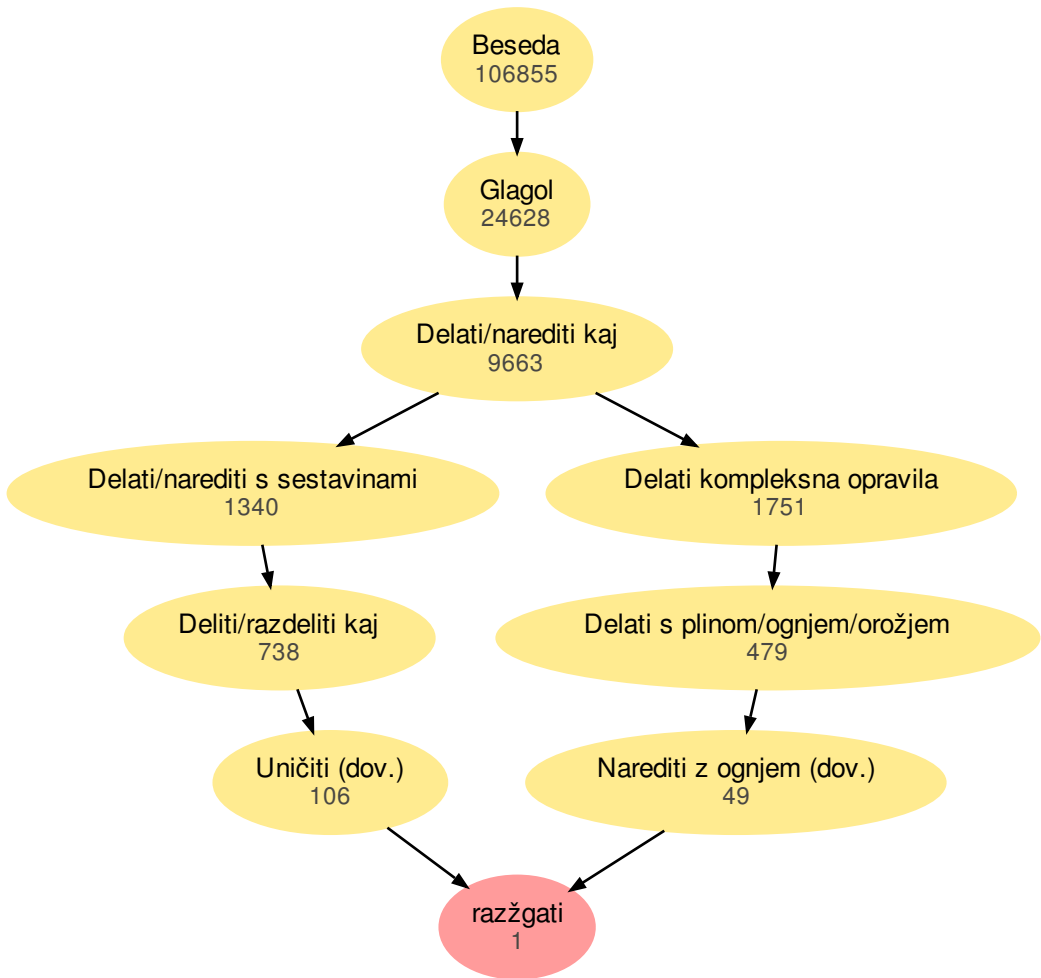 Beseda
106855
Glagol
24628
Delati/narediti kaj
9663
Delati/narediti s sestavinami
1340
Delati kompleksna opravila
1751
Deliti/razdeliti kaj
738
Delati s plinom/ognjem/orožjem
479
Uničiti (dov.)
106
Narediti z ognjem (dov.)
49
razžgati
1